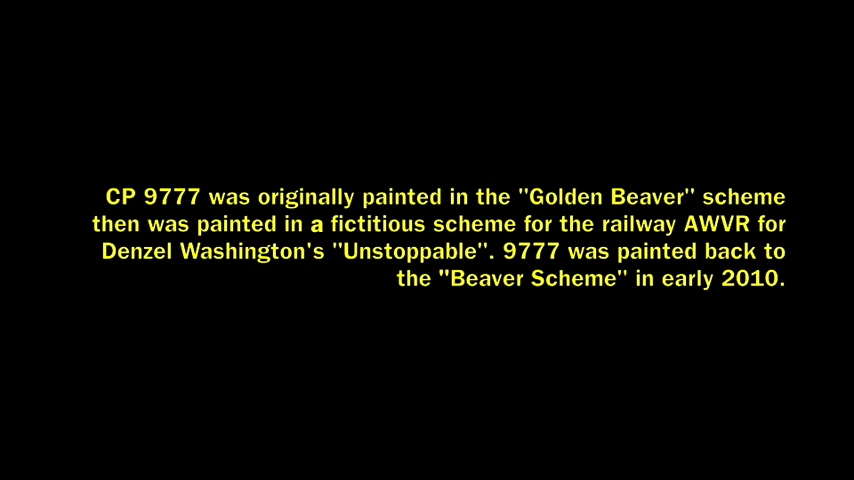 CP 9777 was originally painted in the "Golden Beaver" scheme
then was painted in a fictitious scheme for the railway AWVR for
Denzel Washington's "Unstoppable". 9777 was painted back to
the "Beaver Scheme" in early 2010.